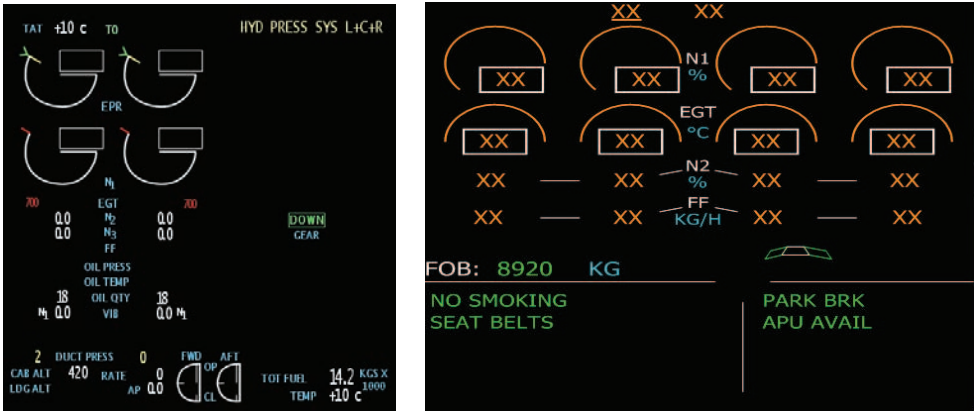 TAT +10 c TO HYD PRESS SYS L+C+R
EPR
N1
700 EGT 700
0.0 N2 0.0
0.0 N3 0.0
FF
DOWN
GEAR
OIL PRESS
OIL TEMP
18 OIL QTY 18
N1 0.0 VIB 0.0 N1
2 DUCT PRESS 0 FWD AFT
CAB ALT 420 RATE 0 OP TOT FUEL 14.2 KGS X 1000
LDG ALT AP 0.0 CL TEMP +10 c
XX XX
N1
XX XX % XX XX
EGT
XX XX °C XX XX
N2
XX XX % XX XX
FF
XX XX KG/H XX XX
FOB: 8920 KG
NO SMOKING PARK BRK
SEAT BELTS APU AVAIL